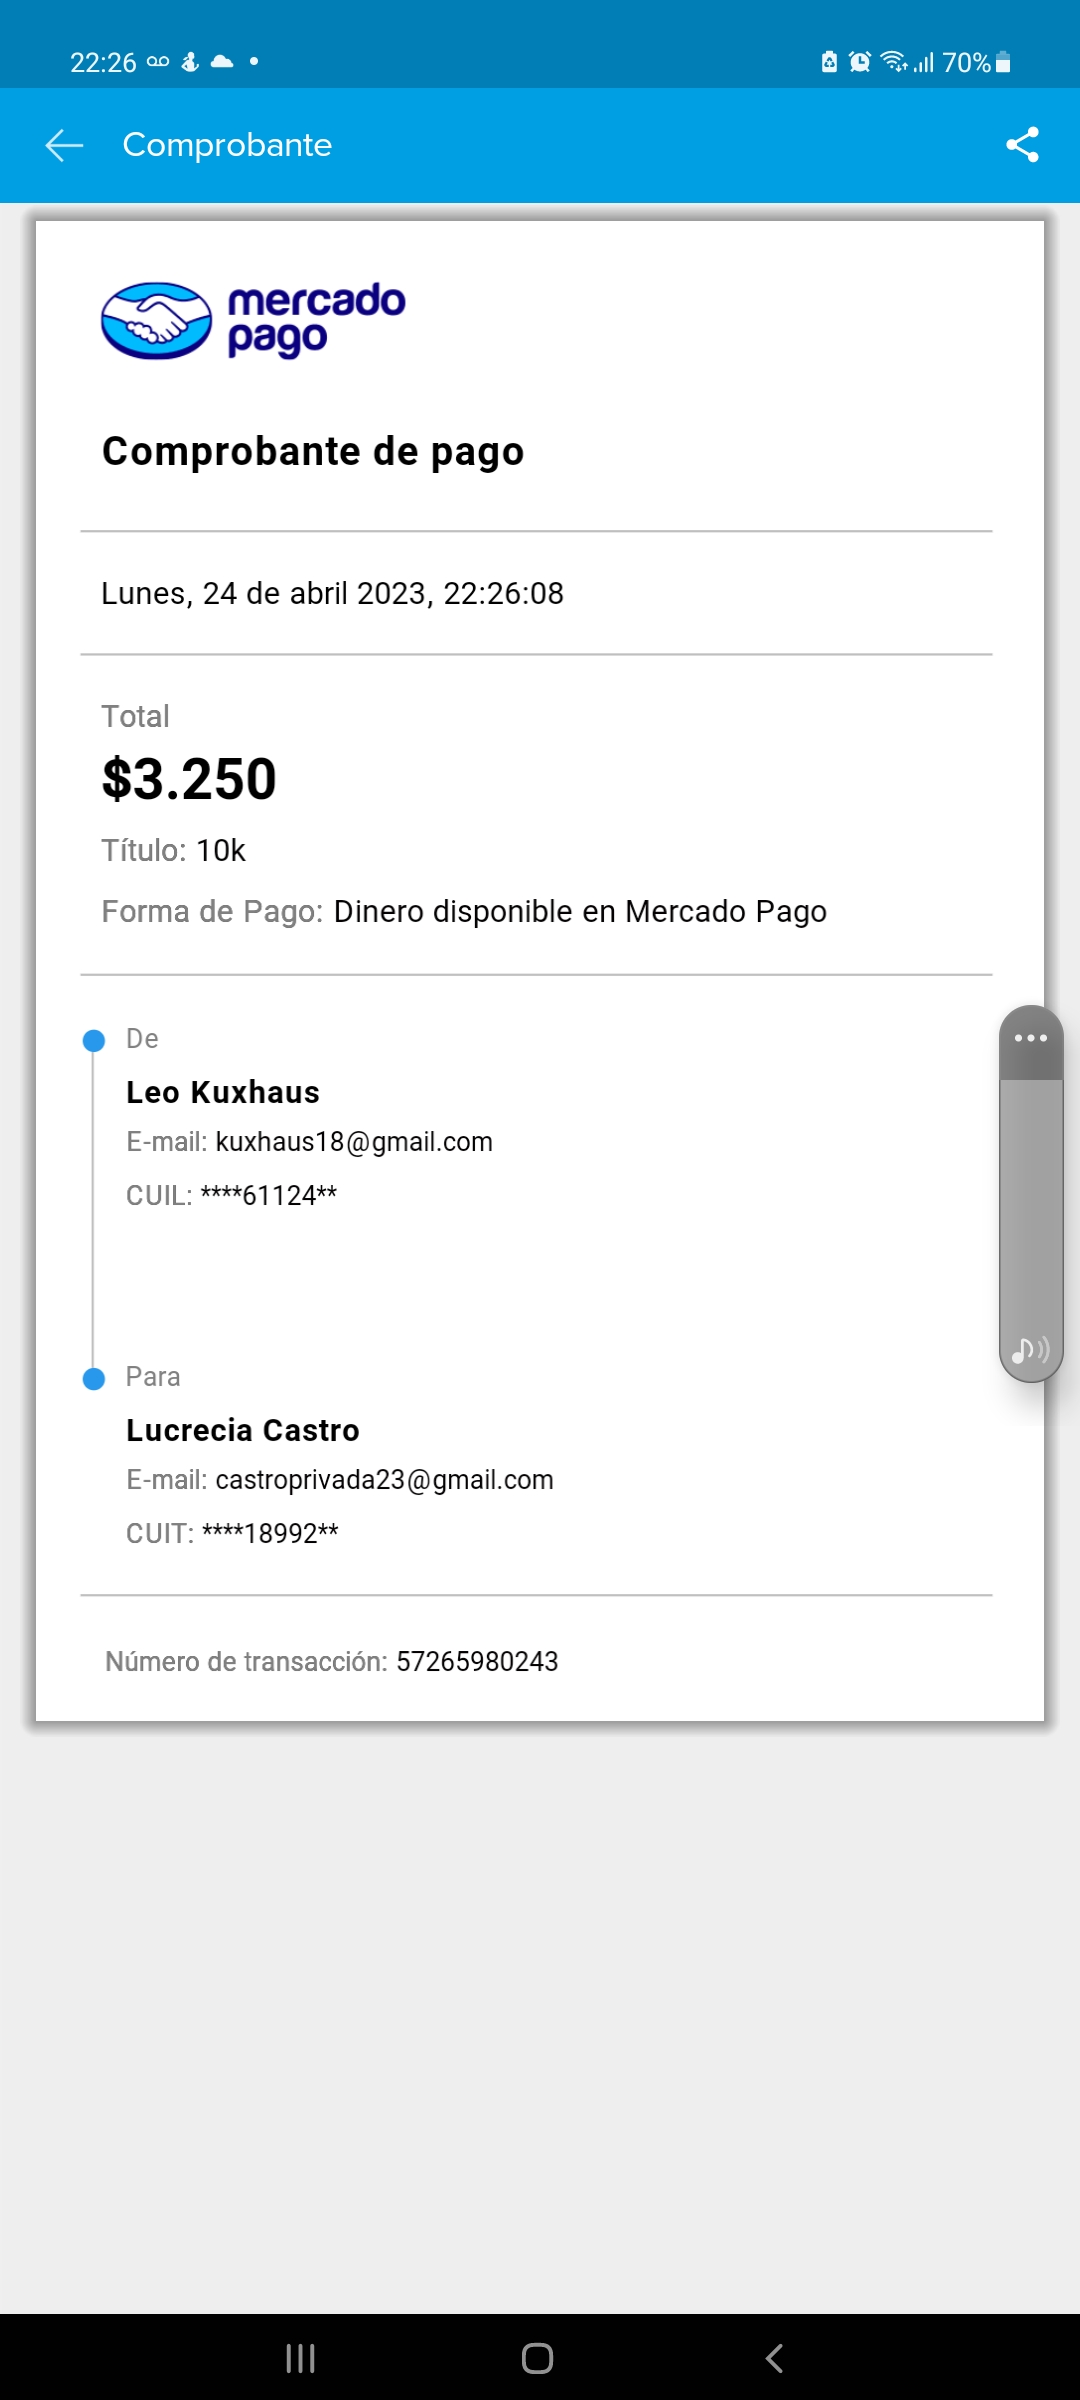 22:26
70%
Comprobante
mercado
pago
Comprobante de pago
Lunes, 24 de abril 2023, 22:26:08
Total
$3.250
Título: 10k
Forma de Pago: Dinero disponible en Mercado Pago
De
Leo Kuxhaus
E-mail: kuxhaus18@gmail.com
CUIL: ****61124**
Para
Lucrecia Castro
E-mail: castroprivada23@gmail.com
CUIT: ****18992**
Número de transacción: 57265980243